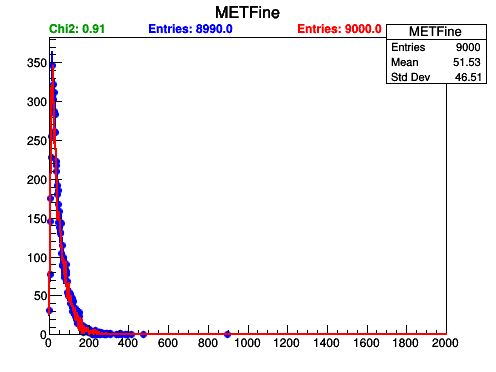 METFine
Chi2: 0.91 Entries: 8990.0 Entries: 9000.0
METFine
Entries 9000
Mean 51.53
Std Dev 46.51
350
300
250
200
150
100
50
0
0 200 400 600 800 1000 1200 1400 1600 1800 2000